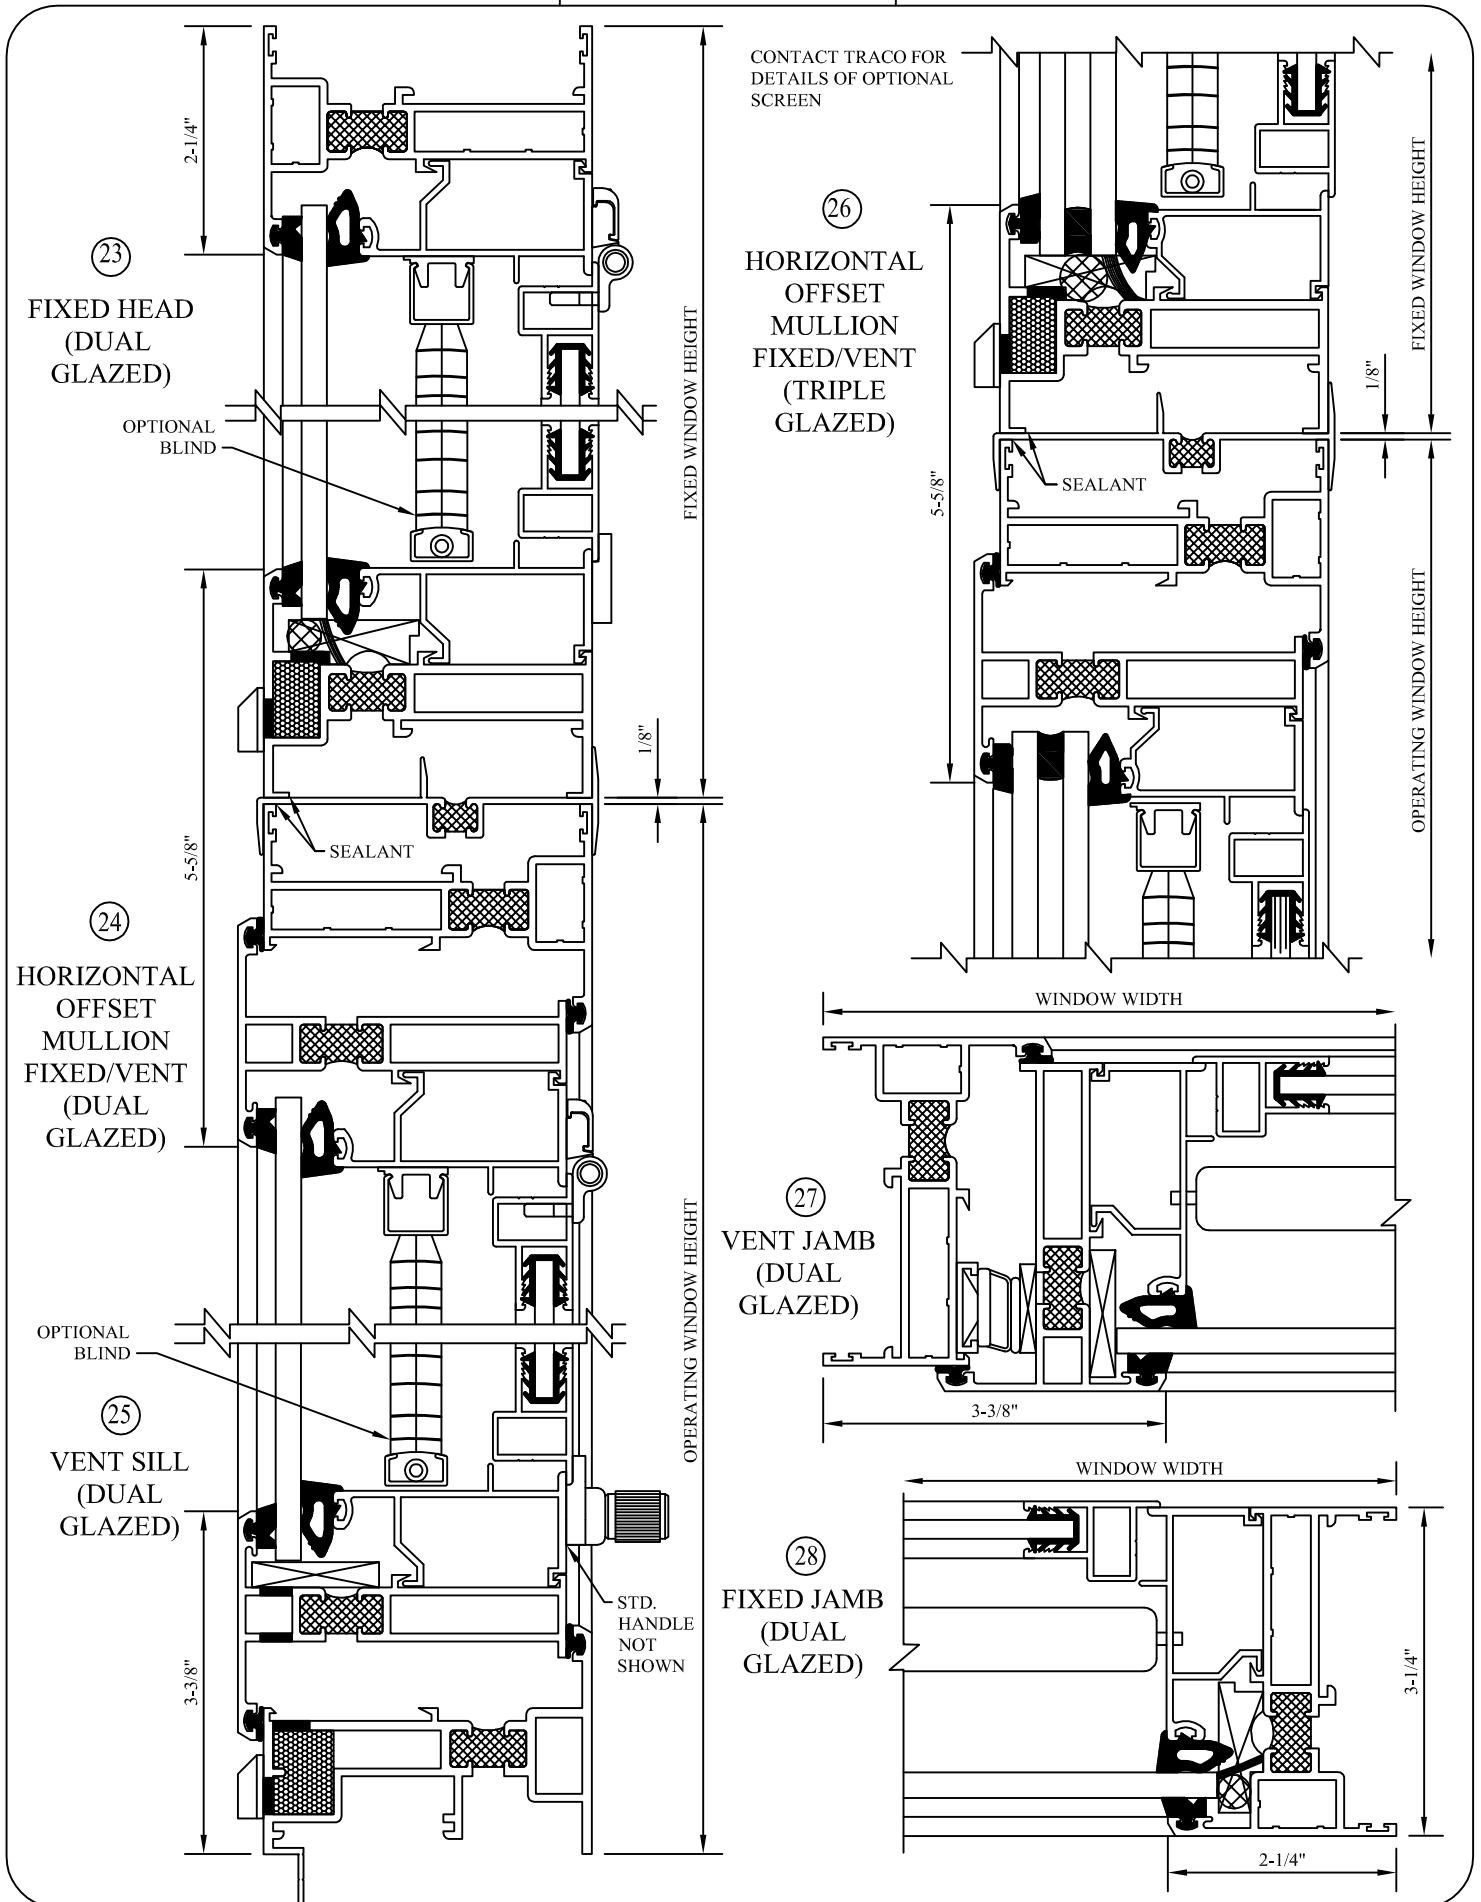 2-1/4"
23
FIXED HEAD
(DUAL
GLAZED)
OPTIONAL
BLIND
FIXED WINDOW HEIGHT
1/8"
SEALANT
5-5/8"
24
HORIZONTAL
OFFSET
MULLION
FIXED/VENT
(DUAL
GLAZED)
OPTIONAL
BLIND
25
VENT SILL
(DUAL
GLAZED)
3-3/8"
OPERATING WINDOW HEIGHT
STD.
HANDLE
NOT
SHOWN
CONTACT TRACO FOR
DETAILS OF OPTIONAL
SCREEN
26
HORIZONTAL
OFFSET
MULLION
FIXED/VENT
(TRIPLE
GLAZED)
5-5/8"
SEALANT
1/8"
FIXED WINDOW HEIGHT
OPERATING WINDOW HEIGHT
WINDOW WIDTH
27
VENT JAMB
(DUAL
GLAZED)
3-3/8"
WINDOW WIDTH
28
FIXED JAMB
(DUAL
GLAZED)
3-1/4"
2-1/4"